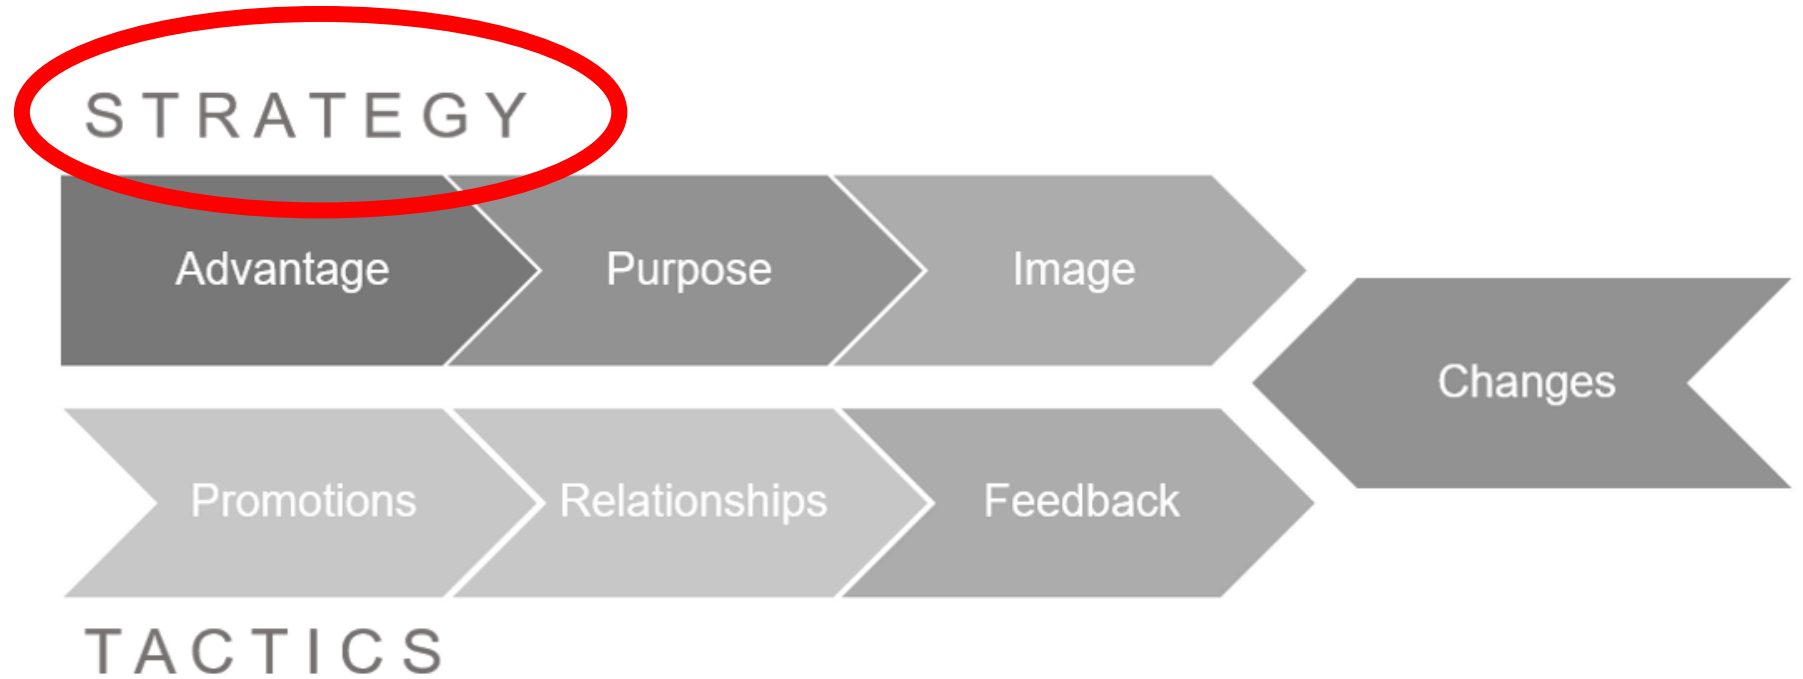 STRATEGY
Advantage Purpose Image
Changes
Promotions Relationships Feedback
TACTICS